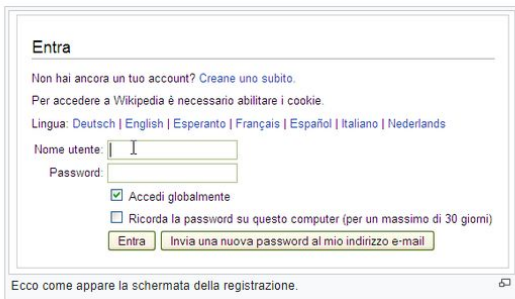 Entra
Non hai ancora un tuo account? Creane uno subito.
Per accedere a Wikipedia è necessario abilitare i cookie.
Lingua: Deutsch | English | Esperanto | Français | Español | Italiano | Nederlands
Nome utente:
Password:
Accedi globalmente
Ricorda la password su questo computer (per un massimo di 30 giorni)
Entra Invia una nuova password al mio indirizzo e-mail
Ecco come appare la schermata della registrazione.